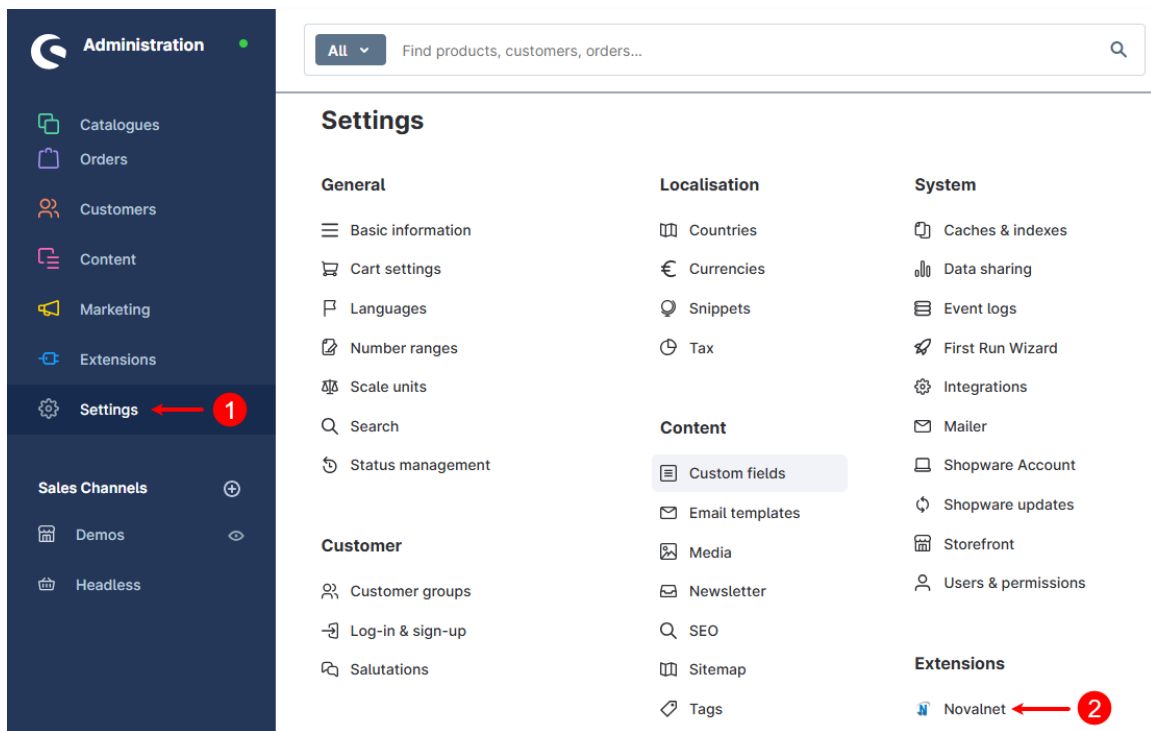 Administration
Catalogues
Orders
Customers
Content
Marketing
Extensions
Settings
1
Sales Channels
Demos
Headless
All
Find products, customers, orders...
Settings
General
Basic information
Cart settings
Languages
Number ranges
Scale units
Search
Status management
Customer
Customer groups
Log-in & sign-up
Salutations
Localisation
Countries
Currencies
Snippets
Tax
Content
Custom fields
Email templates
Media
Newsletter
SEO
Sitemap
Tags
System
Caches & indexes
Data sharing
Event logs
First Run Wizard
Integrations
Mailer
Shopware Account
Shopware updates
Storefront
Users & permissions
Extensions
Novalnet
2